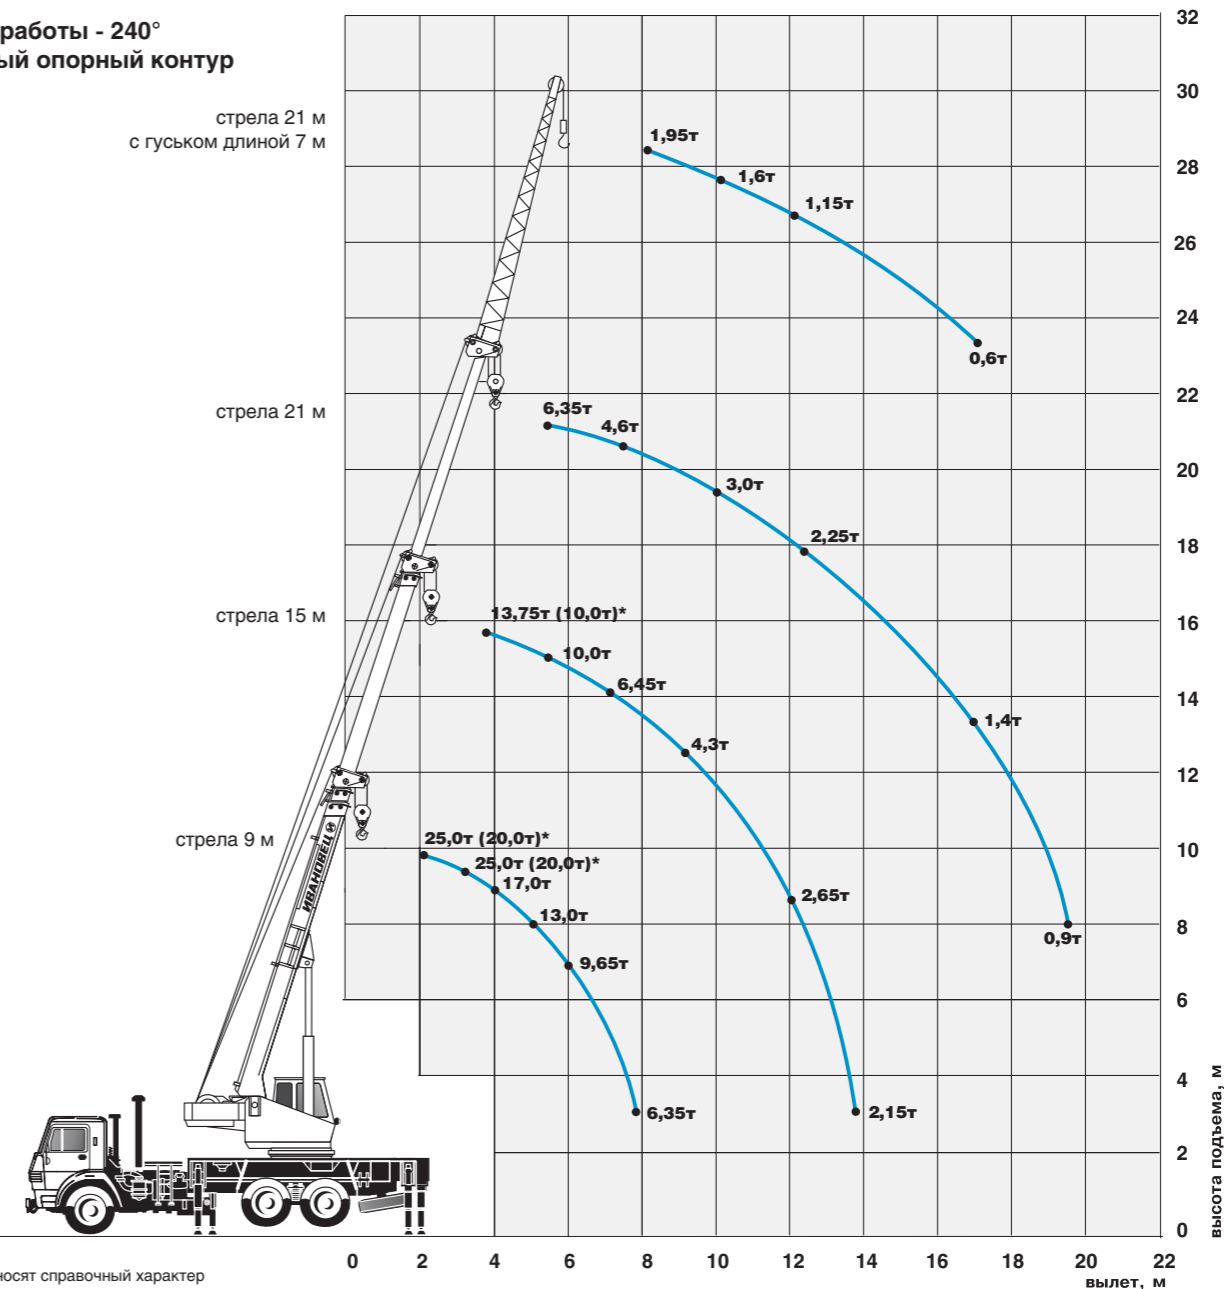 работы - 240°
ый опорный контур
стрела 21 м
с гуськом длиной 7 м
стрела 21 м
стрела 15 м
стрела 9 м
ИВАНОВЕЦ
1,95т
1,6т
1,15т
0,6т
6,35т
4,6т
3,0т
2,25т
1,4т
0,9т
13,75т (10,0т)*
10,0т
6,45т
4,3т
2,65т
2,15т
25,0т (20,0т)*
25,0т (20,0т)*
17,0т
13,0т
9,65т
6,35т
32
30
28
26
24
22
20
18
16
14
12
10
8
6
4
2
0
высота подъема, м
0 2 4 6 8 10 12 14 16 18 20 22
вылет, м
носят справочный характер